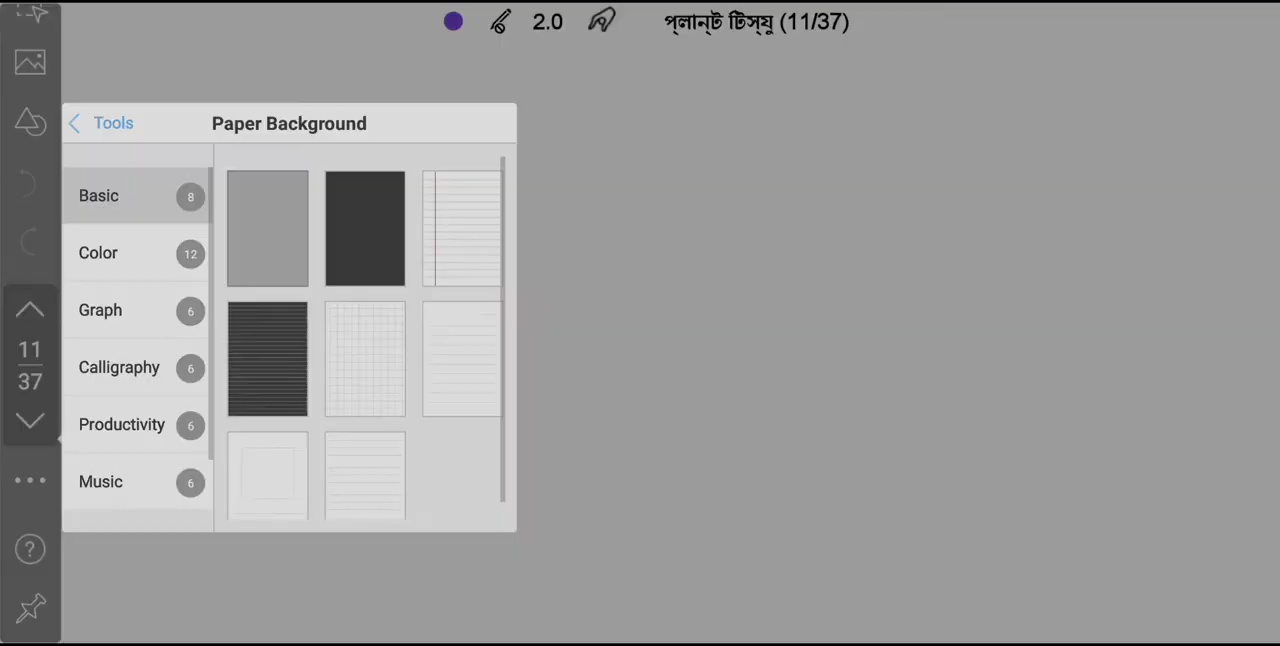 2.0 প্লান্ট টিস্যু (11/37)
Tools Paper Background
Basic 8
Color 12
Graph 6
Calligraphy 6
Productivity 6
Music 6
11
37
?